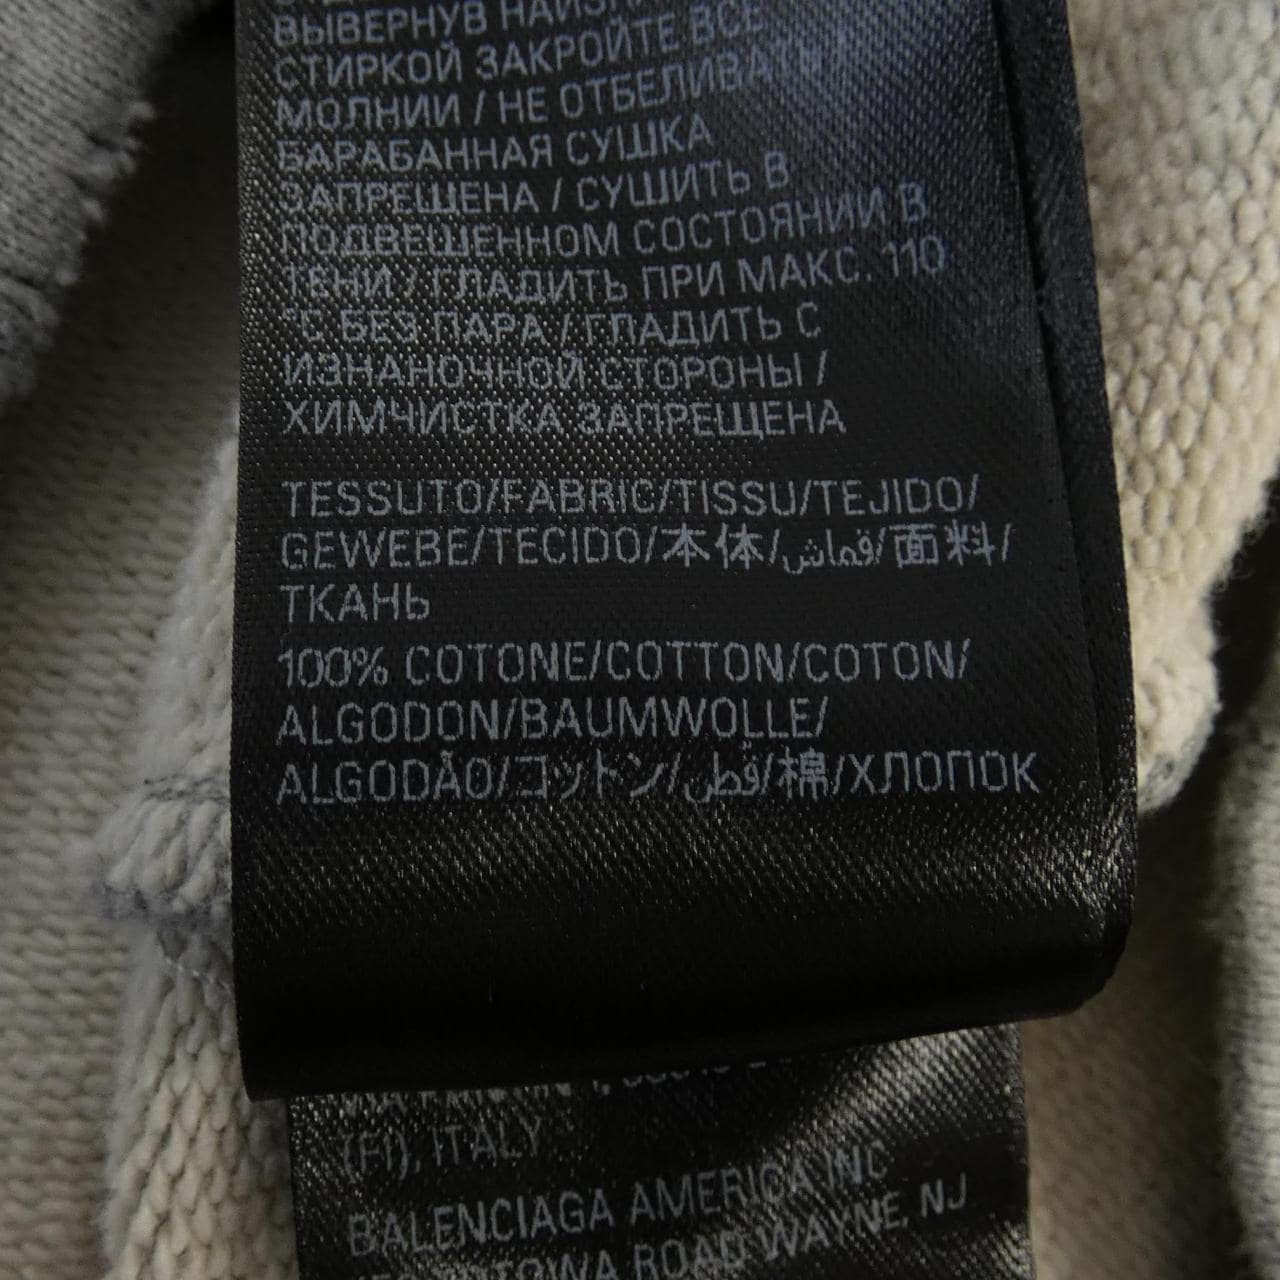 ВЫВЕРНУВ
СТИРКОЙ ЗАКРОЙТЕ ВСЕ
МОЛНИИ / НЕ ОТБЕЛИВАТЬ /
БАРАБАННАЯ СУШКА
ЗАПРЕЩЕНА / СУШИТЬ В
ПОДВЕШЕННОМ СОСТОЯНИИ В
ТЕНИ / ГЛАДИТЬ ПРИ МАКС. 110
°C БЕЗ ПАРА / ГЛАДИТЬ С
ИЗНАНОЧНОЙ СТОРОНЫ /
ХИМЧИСТКА ЗАПРЕЩЕНА
TESSUTO/FABRIC/TISSU/TEJIDO/
GEWEBE/TECIDO/本体/قماش/面料/
ТКАНЬ
100% COTONE/COTTON/COTON/
ALGODON/BAUMWOLLE/
ALGODÃO/コットン/قطن/棉/ХЛОПОК
(FI), ITALY
BALENCIAGA AMERICA INC
TOTOWA ROAD WAYNE, NJ